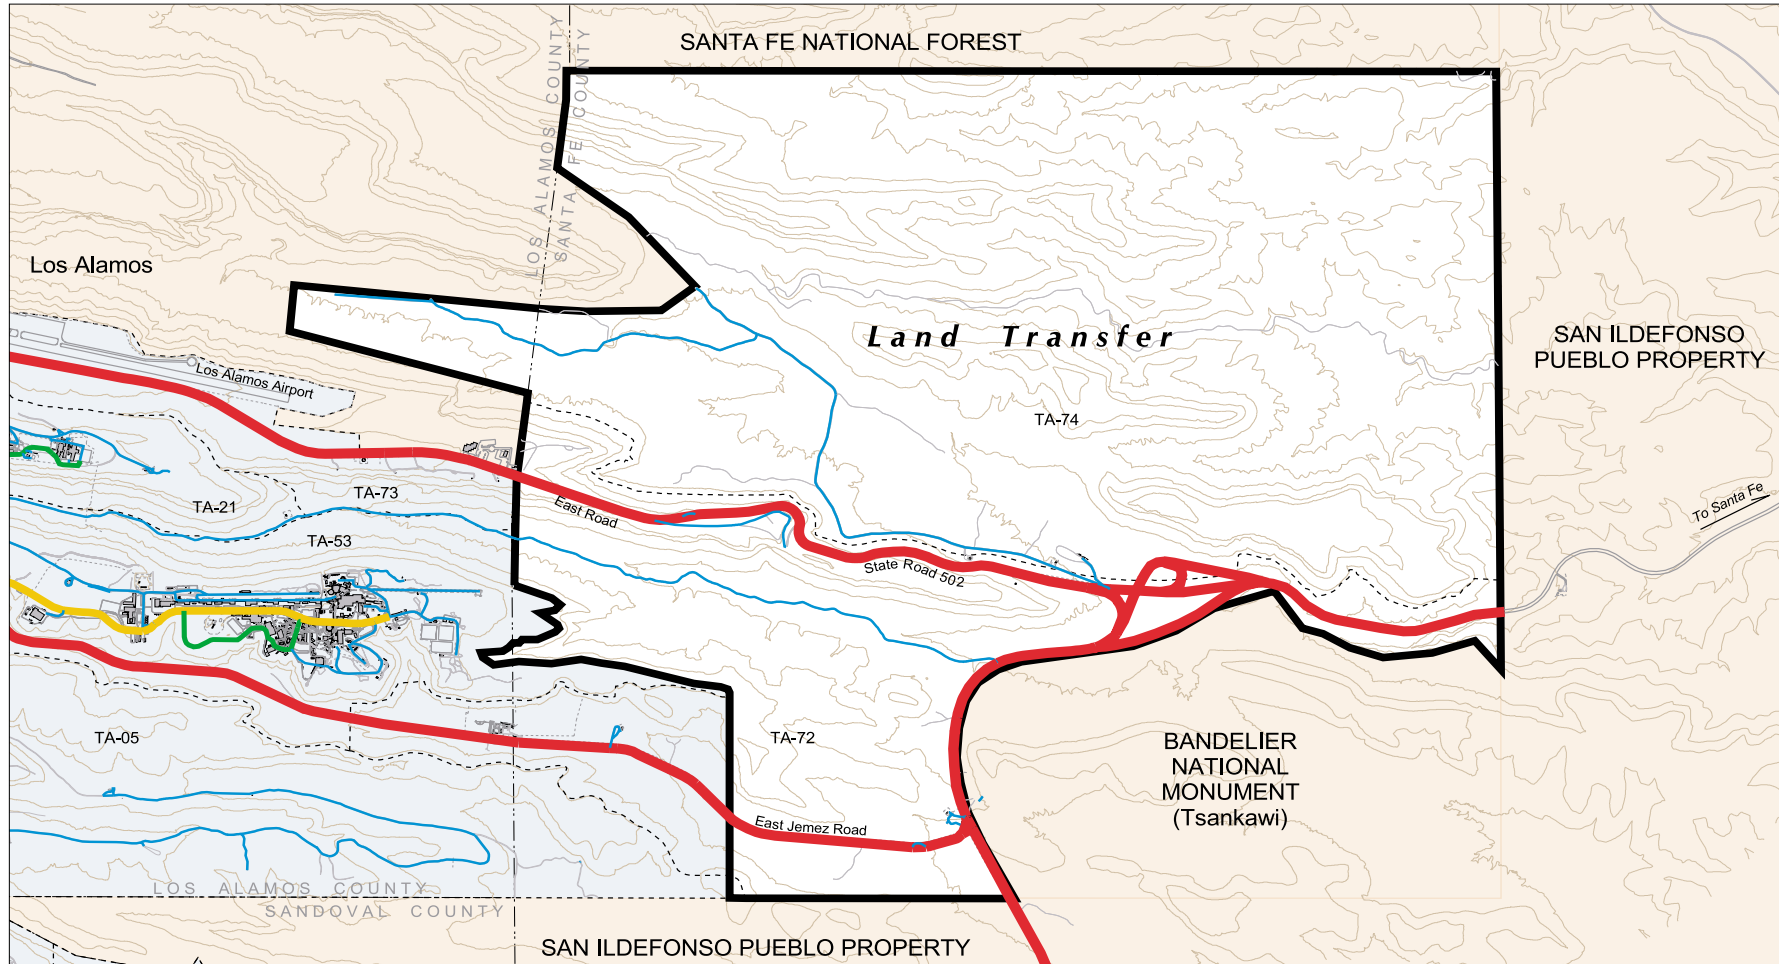 SANTA FE NATIONAL FOREST
LOS ALAMOS COUNTY
SANTA FE COUNTY
Los Alamos
Land Transfer
SAN ILDEFONSO
PUEBLO PROPERTY
Los Alamos Airport
TA-74
TA-73
TA-21
East Road
To Santa Fe
TA-53
State Road 502
TA-05
TA-72
BANDELIER
NATIONAL
MONUMENT
(Tsankawi)
East Jemez Road
LOS ALAMOS COUNTY
SANDOVAL COUNTY
SAN ILDEFONSO PUEBLO PROPERTY